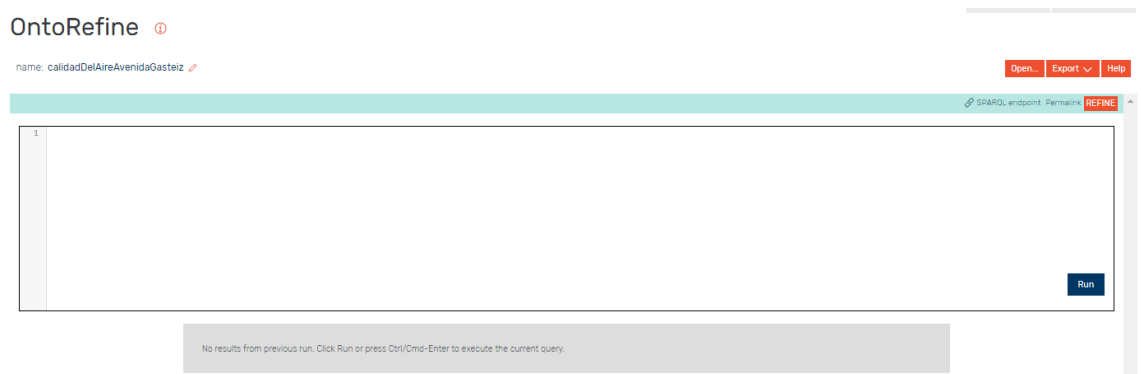 OntoRefine
name: calidadDelAireAvenidaGasteiz
Open... Export Help
SPARQL endpoint Permalink REFINE
1
Run
No results from previous run. Click Run or press Ctrl/Cmd-Enter to execute the current query.